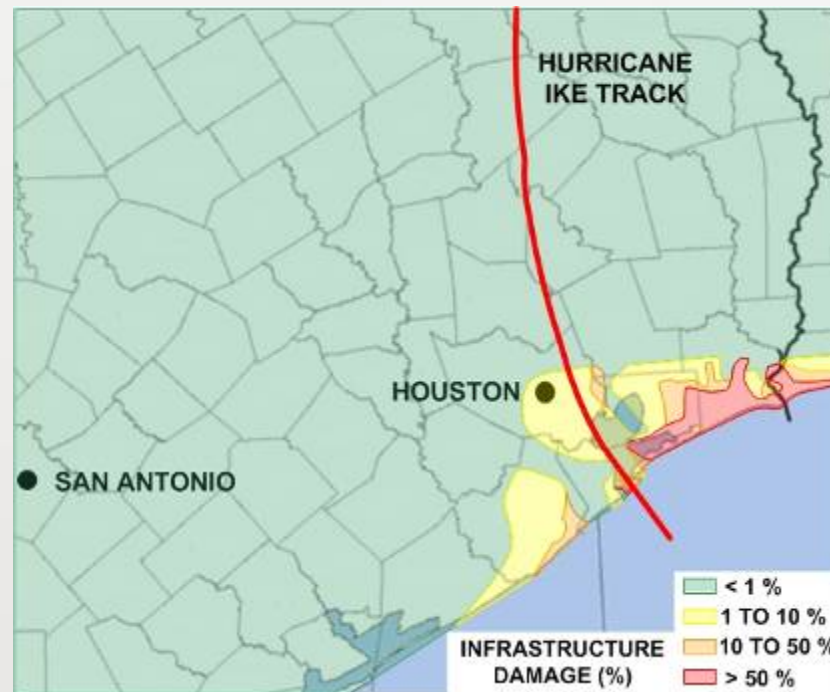 HURRICANE
IKE TRACK
HOUSTON
SAN ANTONIO
INFRASTRUCTURE
DAMAGE (%)
< 1 %
1 TO 10 %
10 TO 50 %
> 50 %